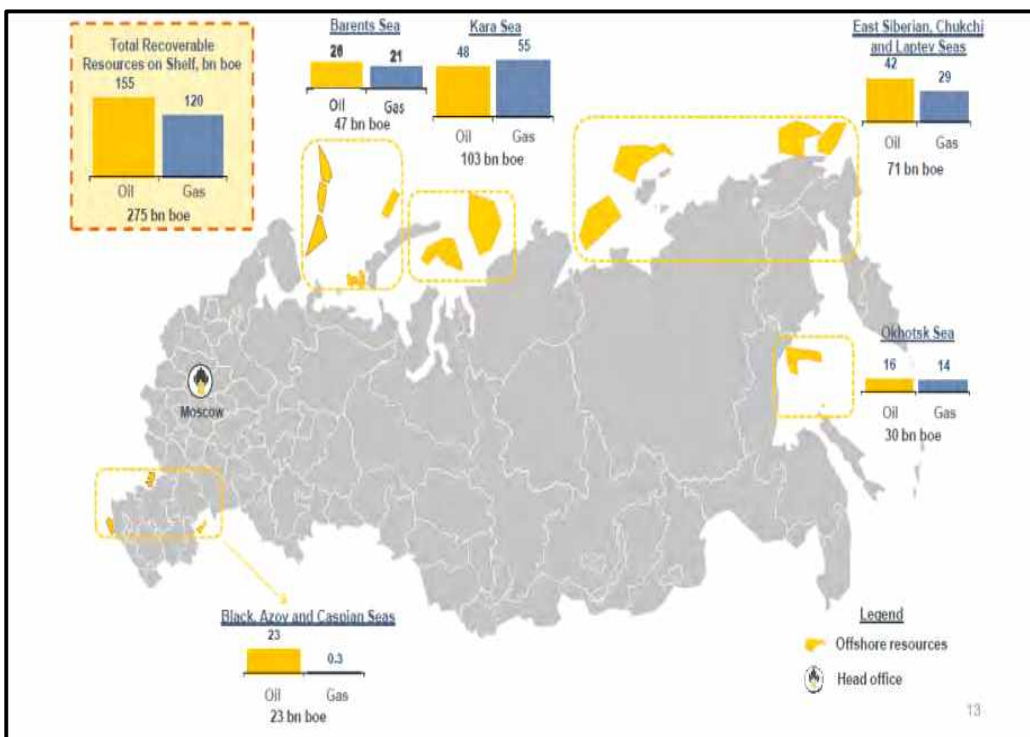 Total Recoverable
Resources on Shelf, bn boe
155
120
Oil
Gas
275 bn boe
Barents Sea
26
21
Oil
Gas
47 bn boe
Kara Sea
48
55
Oil
Gas
103 bn boe
East Siberian, Chukchi
and Laptev Seas
42
29
Oil
Gas
71 bn boe
Okhotsk Sea
16
14
Oil
Gas
30 bn boe
Moscow
Black, Azov and Caspian Seas
23
0.3
Oil
Gas
23 bn boe
Legend
Offshore resources
Head office
13